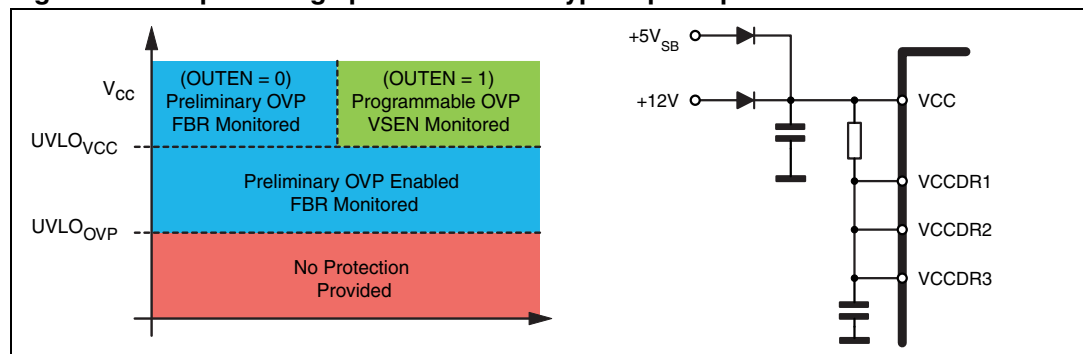 V_CC
UVLO_VCC
UVLO_OVP
(OUTEN = 0)
Preliminary OVP
FBR Monitored
(OUTEN = 1)
Programmable OVP
VSEN Monitored
Preliminary OVP Enabled
FBR Monitored
No Protection
Provided
+5V_SB
+12V
VCC
VCCDR1
VCCDR2
VCCDR3